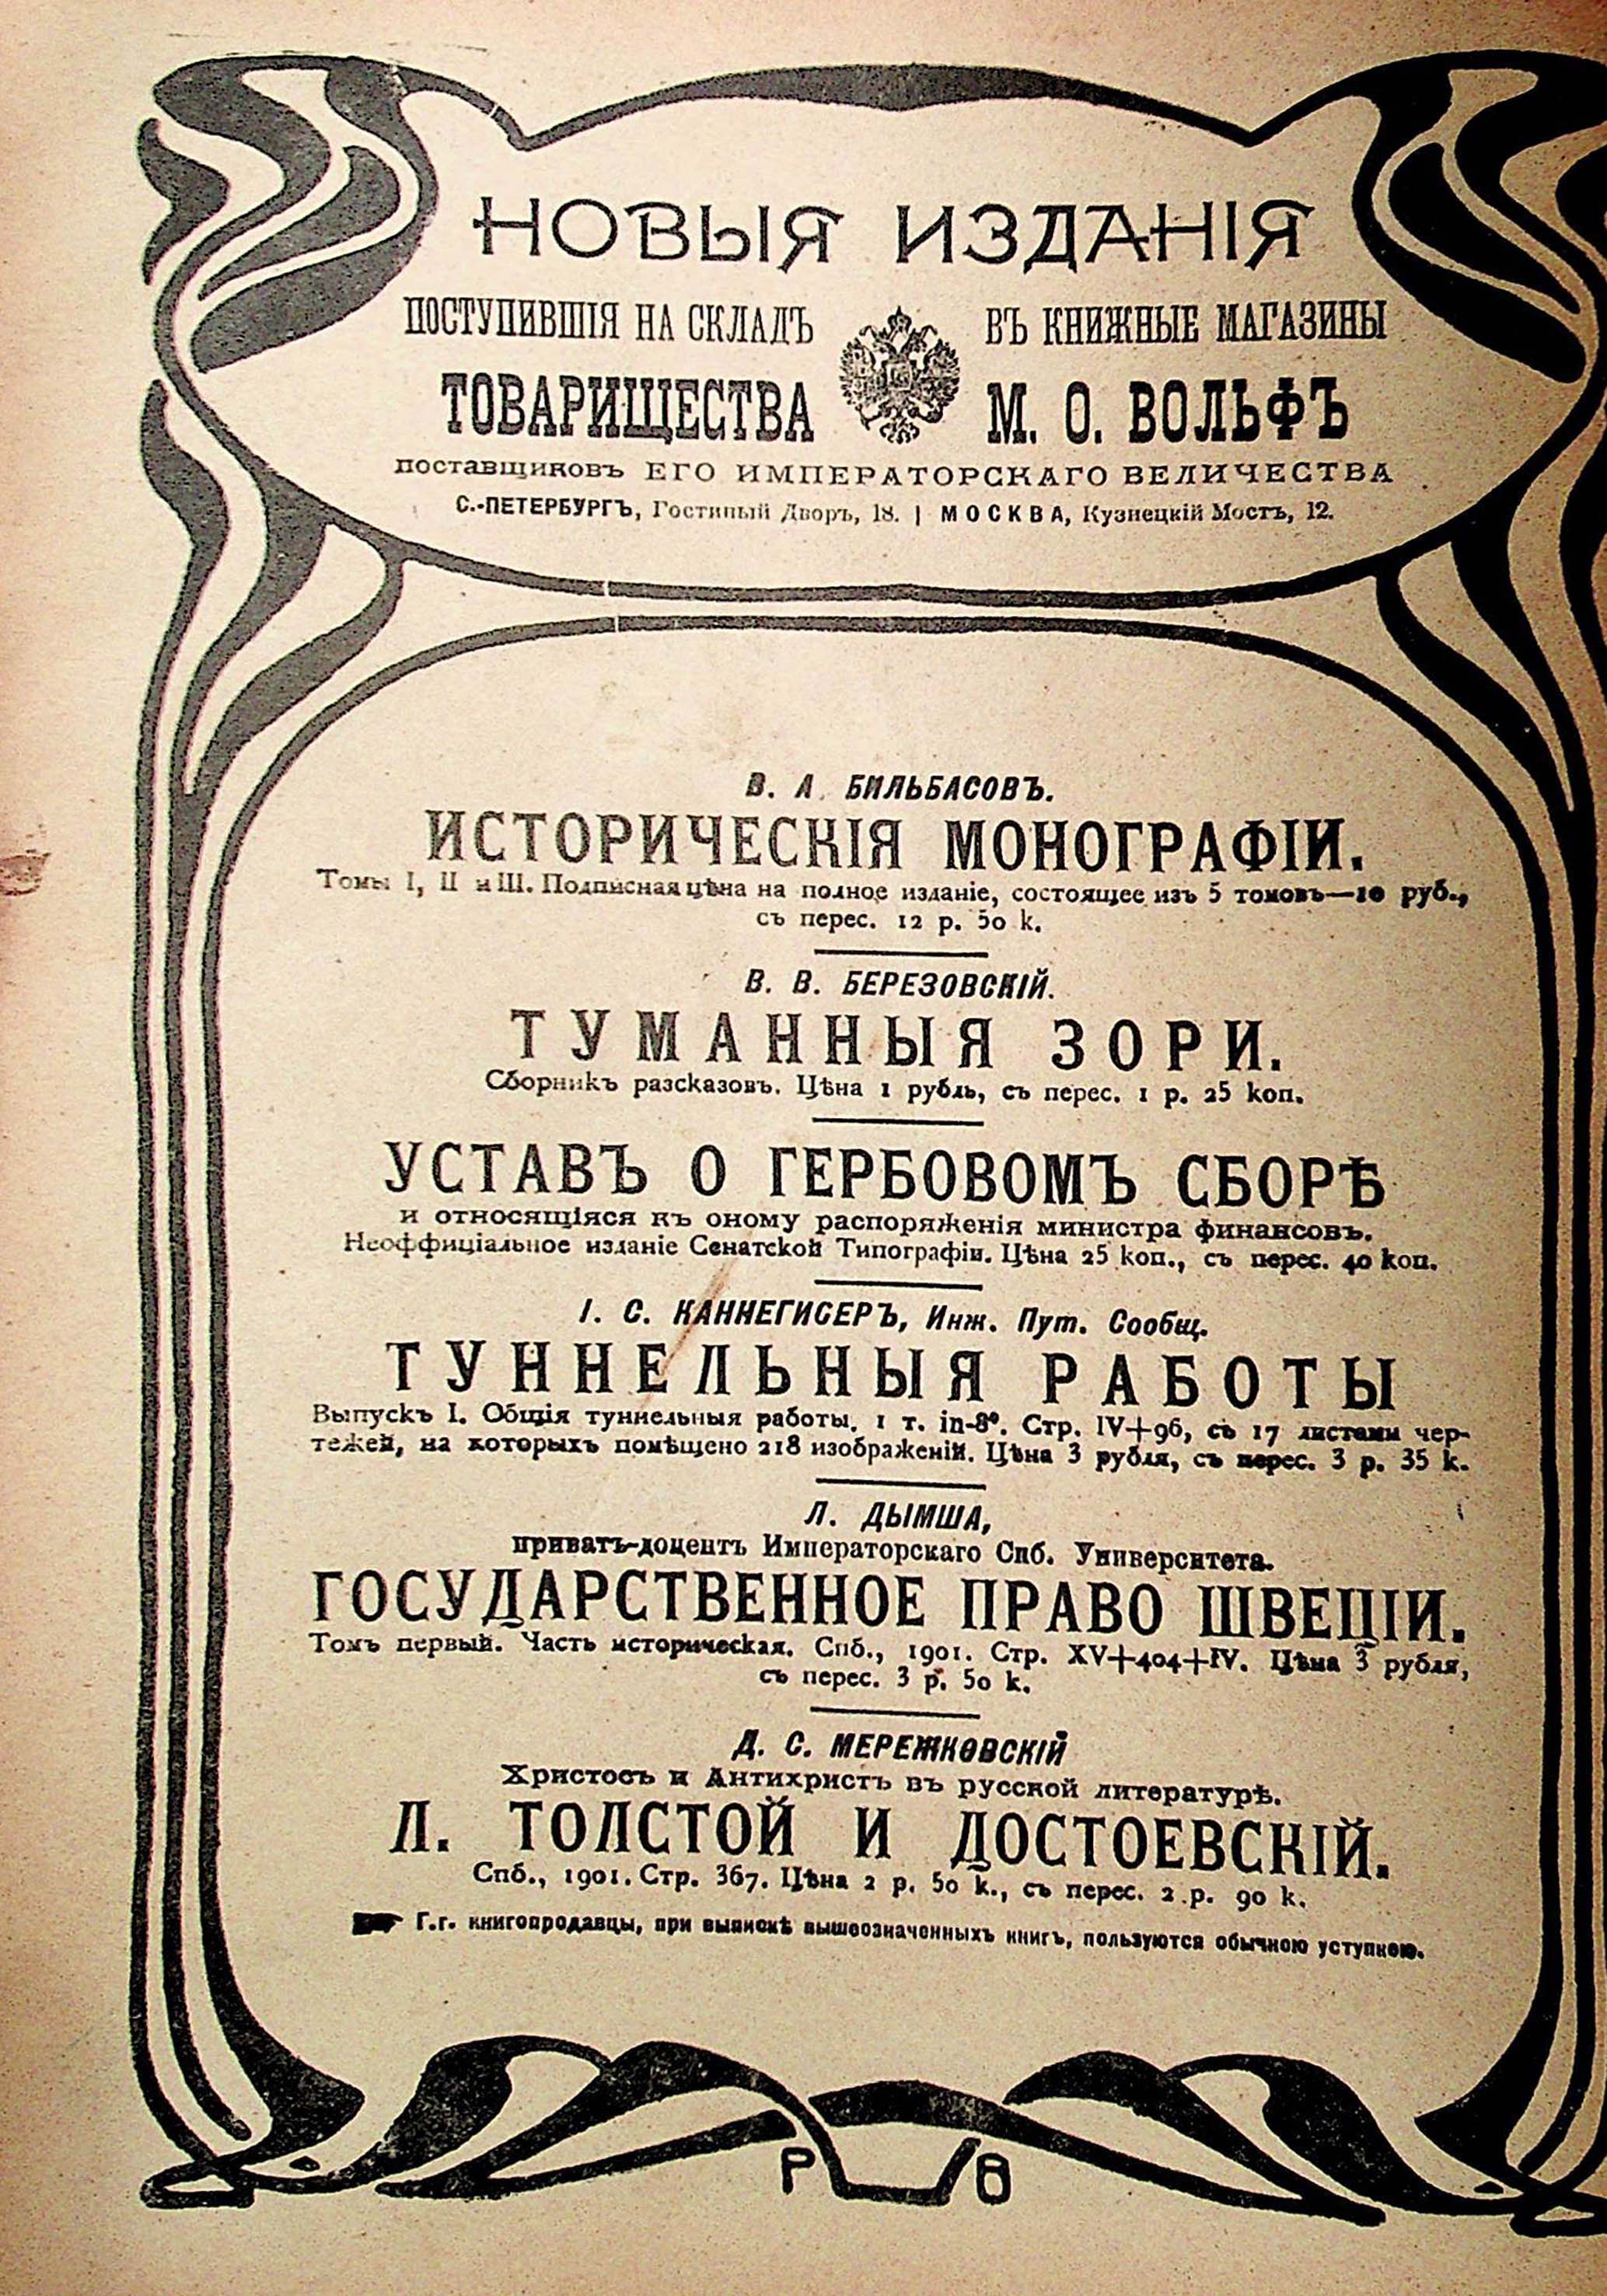 НОВЫЯ ИЗДАНІЯ
ПОСТУПИВШІЯ НА СКЛАДЪ ВЪ КНИЖНЫЕ МАГАЗИНЫ
ТОВАРИЩЕСТВА М. О. ВОЛЬФЪ
поставщиковъ ЕГО ИМПЕРАТОРСКАГО ВЕЛИЧЕСТВА
С.-ПЕТЕРБУРГЪ, Гостиный Дворъ, 18. | МОСКВА, Кузнецкій Мостъ, 12.
В. А. БИЛЬБАСОВЪ.
ИСТОРИЧЕСКІЯ МОНОГРАФІИ.
Томы I, II и III. Подписная цѣна на полное изданіе, состоящее изъ 5 томовъ—10 руб.,
съ перес. 12 р. 50 к.
В. В. БЕРЕЗОВСКІЙ.
ТУМАННЫЯ ЗОРИ.
Сборникъ разсказовъ. Цѣна 1 рубль, съ перес. 1 р. 25 коп.
УСТАВЪ О ГЕРБОВОМЪ СБОРѢ
и относящіяся къ оному распоряженія министра финансовъ.
Неоффиціальное изданіе Сенатской Типографіи. Цѣна 25 коп., съ перес. 40 коп.
І. С. КАННЕГИСЕРЪ, Инж. Пут. Сообщ.
ТУННЕЛЬНЫЯ РАБОТЫ
Выпускъ I. Общія туннельныя работы. 1 т. in-8°. Стр. IV+96, съ 17 листами чер-
тежей, на которыхъ помѣщено 218 изображеній. Цѣна 3 рубля, съ перес. 3 р. 35 к.
Л. ДЫМША,
приватъ-доцентъ Императорскаго Спб. Университета.
ГОСУДАРСТВЕННОЕ ПРАВО ШВЕЦІИ.
Томъ первый. Часть историческая. Спб., 1901. Стр. XV+404+IV. Цѣна 3 рубля,
съ перес. 3 р. 50 к.
Д. С. МЕРЕЖКОВСКІЙ
Христосъ и Антихристъ въ русской литературѣ.
Л. ТОЛСТОЙ И ДОСТОЕВСКІЙ.
Спб., 1901. Стр. 367. Цѣна 2 р. 50 к., съ перес. 2 р. 90 к.
Г.г. книгопродавцы, при выпискѣ вышеозначенныхъ книгъ, пользуются обычною уступкою.
Р В